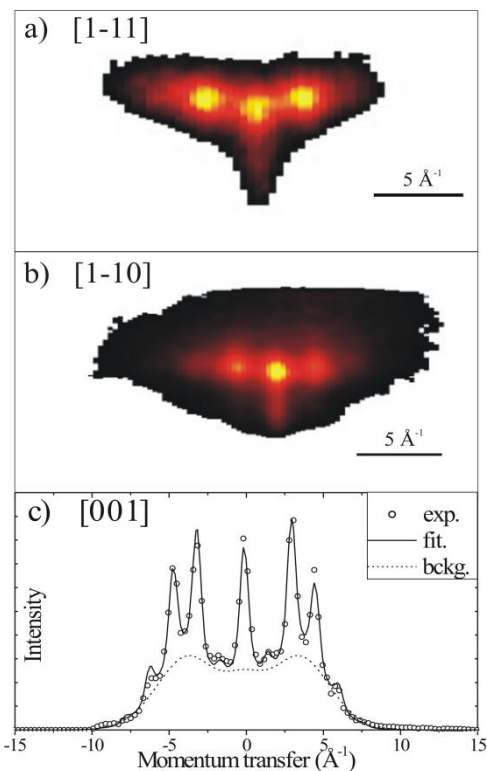 a) [1-11]
5 Å⁻¹
b) [1-10]
5 Å⁻¹
c) [001]
exp.
fit.
bckg.
Intensity
-15 -10 -5 0 5 10 15
Momentum transfer (Å⁻¹)